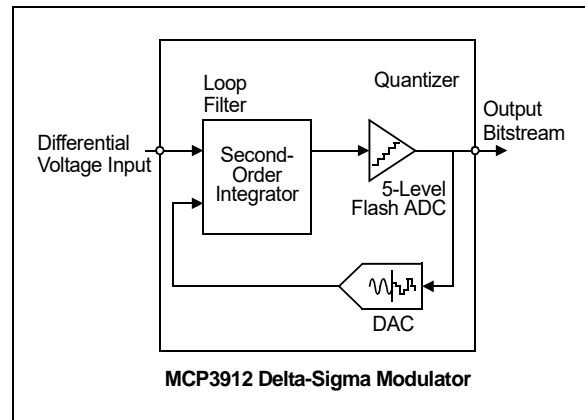 Loop
Filter
Quantizer
Differential
Voltage Input
Second-
Order
Integrator
Output
Bitstream
5-Level
Flash ADC
DAC
MCP3912 Delta-Sigma Modulator